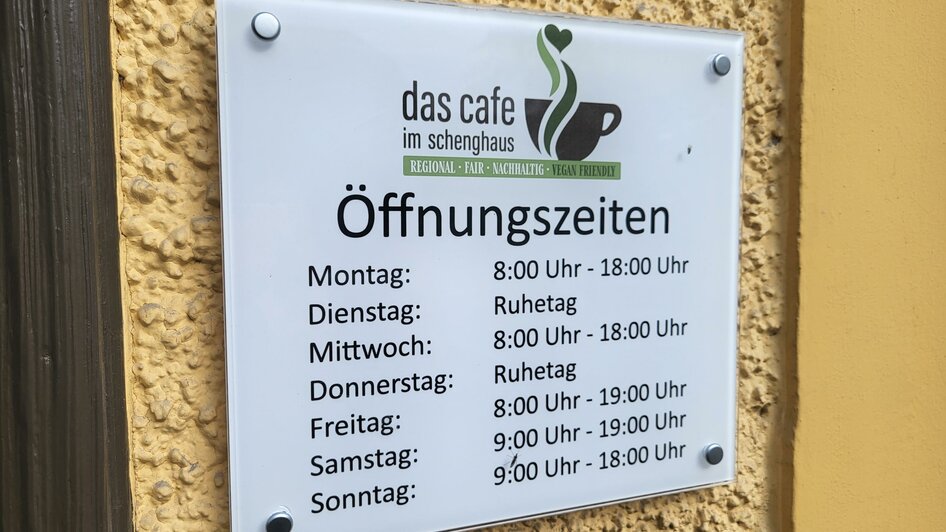 das cafe
im schenghaus
REGIONAL · FAIR · NACHHALTIG · VEGAN FRIENDLY
Öffnungszeiten
Montag: 8:00 Uhr - 18:00 Uhr
Dienstag: Ruhetag
Mittwoch: 8:00 Uhr - 18:00 Uhr
Donnerstag: Ruhetag
Freitag: 8:00 Uhr - 19:00 Uhr
Samstag: 9:00 Uhr - 19:00 Uhr
Sonntag: 9:00 Uhr - 18:00 Uhr